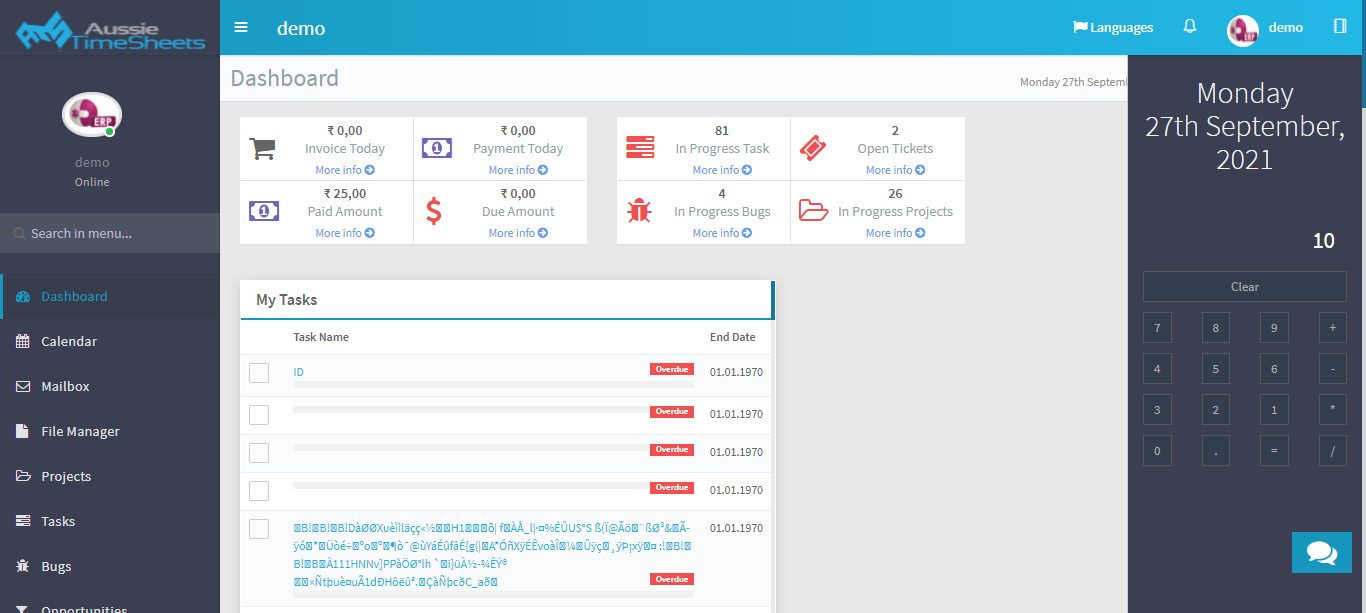 Aussie
TimeSheets
demo
Languages
demo
ERP
demo
Online
Search in menu...
Dashboard
Calendar
Mailbox
File Manager
Projects
Tasks
Bugs
Opportunities
Dashboard
Monday 27th Septem
₹ 0,00
Invoice Today
More info
₹ 0,00
Payment Today
More info
₹ 25,00
Paid Amount
More info
₹ 0,00
Due Amount
More info
81
In Progress Task
More info
2
Open Tickets
More info
4
In Progress Bugs
More info
26
In Progress Projects
More info
My Tasks
Task Name End Date
ID Overdue 01.01.1970
Overdue 01.01.1970
Overdue 01.01.1970
Overdue 01.01.1970
01.01.1970
Overdue
Monday
27th September,
2021
10
Clear
7 8 9 +
4 5 6 -
3 2 1 *
0 . = /